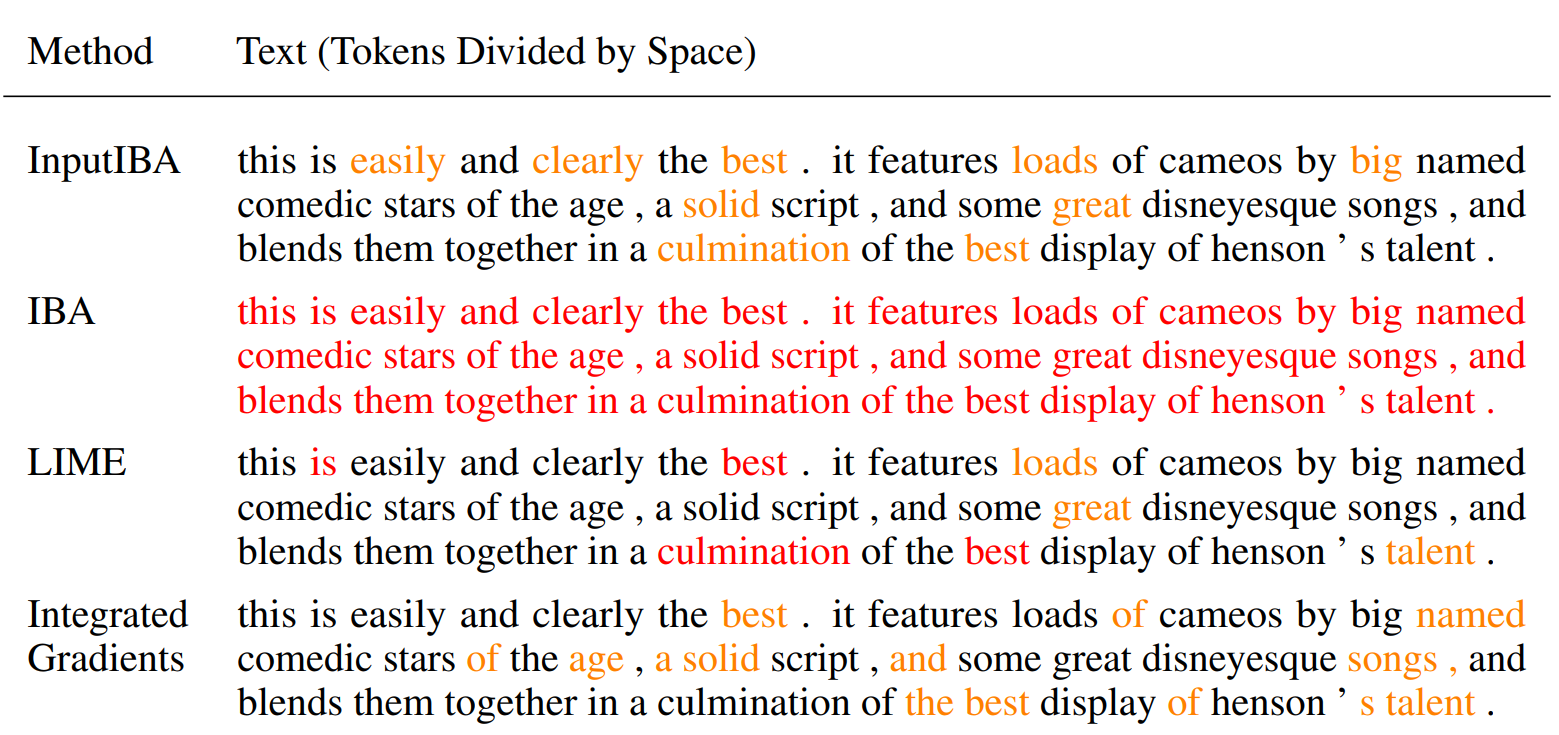 Method Text (Tokens Divided by Space)
InputIBA this is easily and clearly the best . it features loads of cameos by big named
comedic stars of the age , a solid script , and some great disneyesque songs , and
blends them together in a culmination of the best display of henson ’ s talent .
IBA this is easily and clearly the best . it features loads of cameos by big named
comedic stars of the age , a solid script , and some great disneyesque songs , and
blends them together in a culmination of the best display of henson ’ s talent .
LIME this is easily and clearly the best . it features loads of cameos by big named
comedic stars of the age , a solid script , and some great disneyesque songs , and
blends them together in a culmination of the best display of henson ’ s talent .
Integrated this is easily and clearly the best . it features loads of cameos by big named
Gradients comedic stars of the age , a solid script , and some great disneyesque songs , and
blends them together in a culmination of the best display of henson ’ s talent .